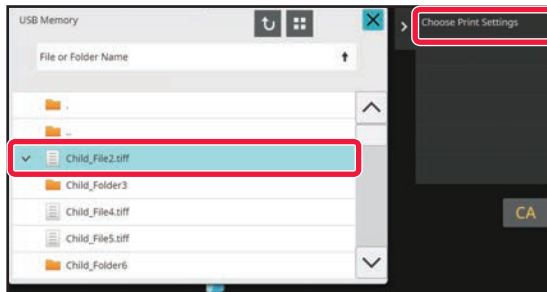 USB Memory
Choose Print Settings
File or Folder Name
.
..
Child_File2.tiff
Child_Folder3
Child_File4.tiff
Child_File5.tiff
Child_Folder6
CA